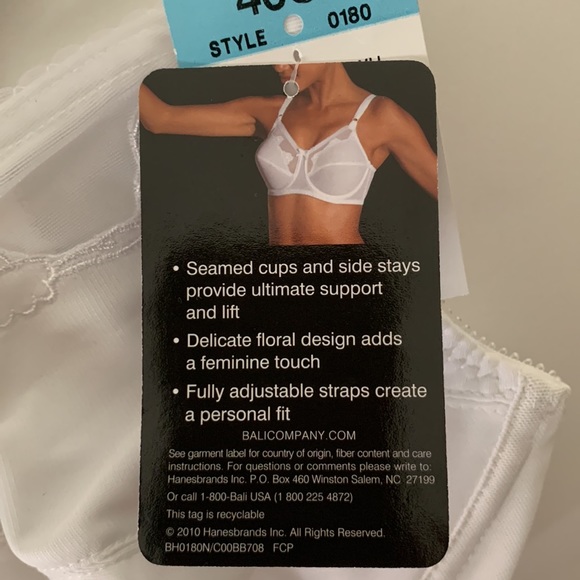 STYLE 0180
• Seamed cups and side stays
provide ultimate support
and lift
• Delicate floral design adds
a feminine touch
• Fully adjustable straps create
a personal fit
BALICOMPANY.COM
See garment label for country of origin, fiber content and care
instructions. For questions or comments please write to:
Hanesbrands Inc. P.O. Box 460 Winston Salem, NC 27199
Or call 1-800-Bali USA (1 800 225 4872)
This tag is recyclable
© 2010 Hanesbrands Inc. All Rights Reserved.
BH0180N/C00BB708 FCP